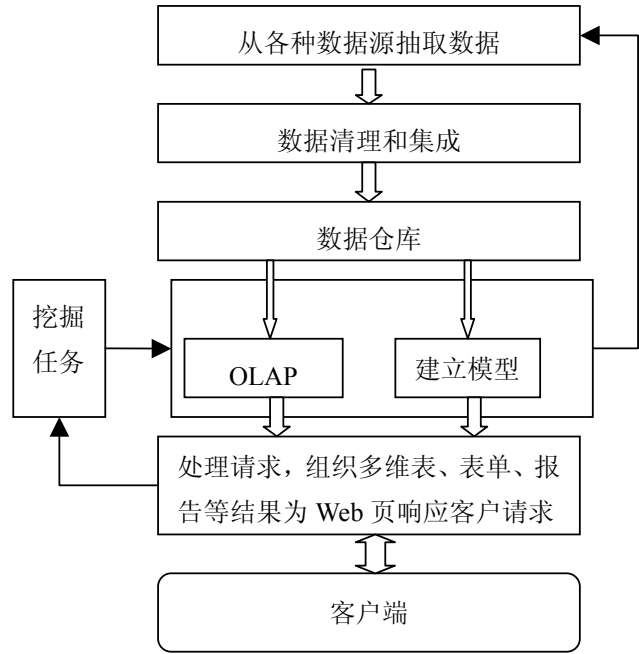 从各种数据源抽取数据
数据清理和集成
数据仓库
挖掘
任务
OLAP
建立模型
处理请求，组织多维表、表单、报
告等结果为 Web 页响应客户请求
客户端